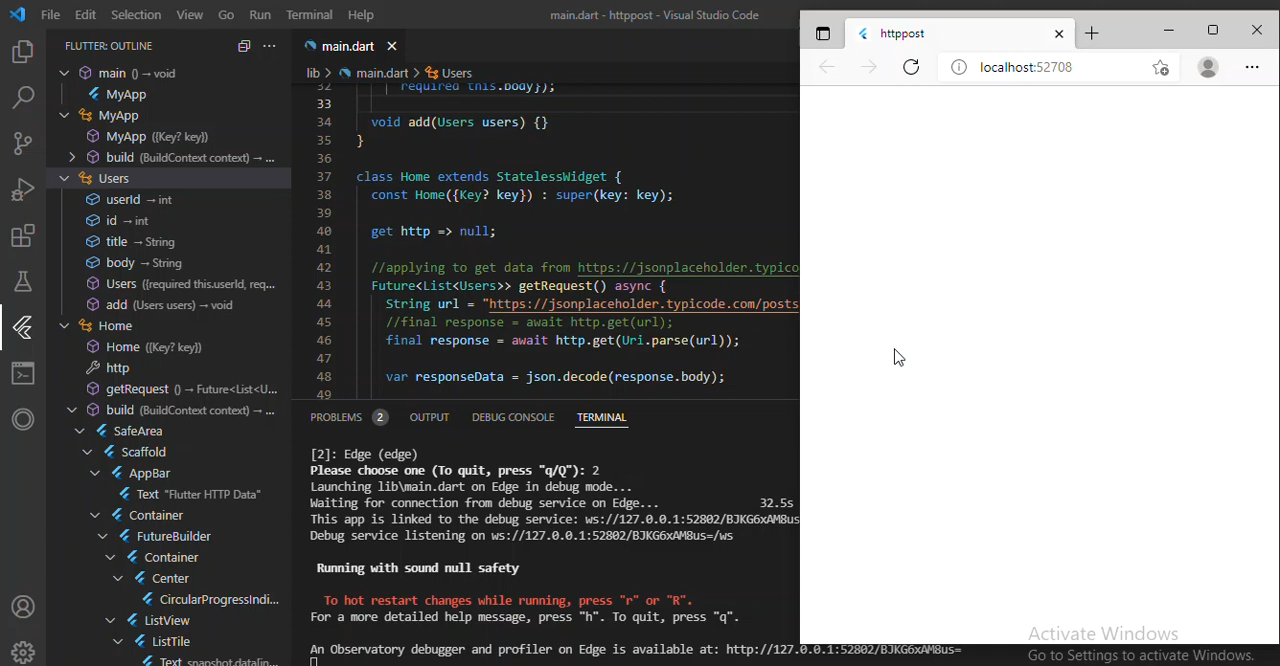 File Edit Selection View Go Run Terminal Help
main.dart - httppost - Visual Studio Code
FLUTTER: OUTLINE
main () → void
MyApp
MyApp
MyApp ({Key? key})
build (BuildContext context) → ...
Users
userId → int
id → int
title → String
body → String
Users ({required this.userId, req...
add (Users users) → void
Home
Home ({Key? key})
http
getRequest () → Future<List<U...
build (BuildContext context) → ...
SafeArea
Scaffold
AppBar
Text "Flutter HTTP Data"
Container
FutureBuilder
Container
Center
CircularProgressIndi...
ListView
ListTile
Text snapshot.data[in...
main.dart
lib > main.dart > Users
32 required this.body});
33
34 void add(Users users) {}
35 }
36
37 class Home extends StatelessWidget {
38 const Home({Key? key}) : super(key: key);
39
40 get http => null;
41
42 //applying to get data from https://jsonplaceholder.typico
43 Future<List<Users>> getRequest() async {
44 String url = "https://jsonplaceholder.typicode.com/posts
45 //final response = await http.get(url);
46 final response = await http.get(Uri.parse(url));
47
48 var responseData = json.decode(response.body);
49
PROBLEMS 2 OUTPUT DEBUG CONSOLE TERMINAL
[2]: Edge (edge)
Please choose one (To quit, press "q/Q"): 2
Launching lib\main.dart on Edge in debug mode...
Waiting for connection from debug service on Edge... 32.5s
This app is linked to the debug service: ws://127.0.0.1:52802/BJKG6xAM8us
Debug service listening on ws://127.0.0.1:52802/BJKG6xAM8us=/ws
Running with sound null safety
To hot restart changes while running, press "r" or "R".
For a more detailed help message, press "h". To quit, press "q".
An Observatory debugger and profiler on Edge is available at: http://127.0.0.1:52802/BJKG6xAM8us=
httppost
localhost:52708
Activate Windows
Go to Settings to activate Windows.